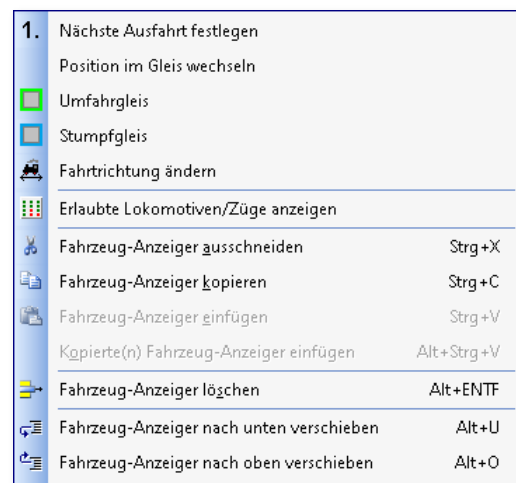 1. Nächste Ausfahrt festlegen
Position im Gleis wechseln
Umfahrgleis
Stumpfgleis
Fahrtrichtung ändern
Erlaubte Lokomotiven/Züge anzeigen
Fahrzeug-Anzeiger ausschneiden Strg+X
Fahrzeug-Anzeiger kopieren Strg+C
Fahrzeug-Anzeiger einfügen Strg+V
Kopierte(n) Fahrzeug-Anzeiger einfügen Alt+Strg+V
Fahrzeug-Anzeiger löschen Alt+ENTF
Fahrzeug-Anzeiger nach unten verschieben Alt+U
Fahrzeug-Anzeiger nach oben verschieben Alt+O